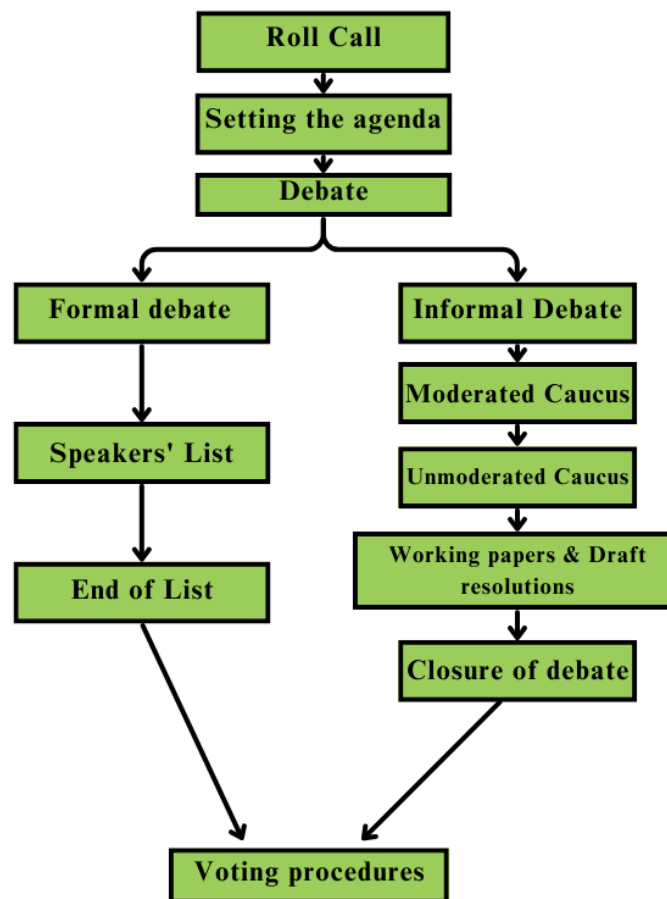 Roll Call
Setting the agenda
Debate
Formal debate
Speakers' List
End of List
Informal Debate
Moderated Caucus
Unmoderated Caucus
Working papers & Draft
resolutions
Closure of debate
Voting procedures